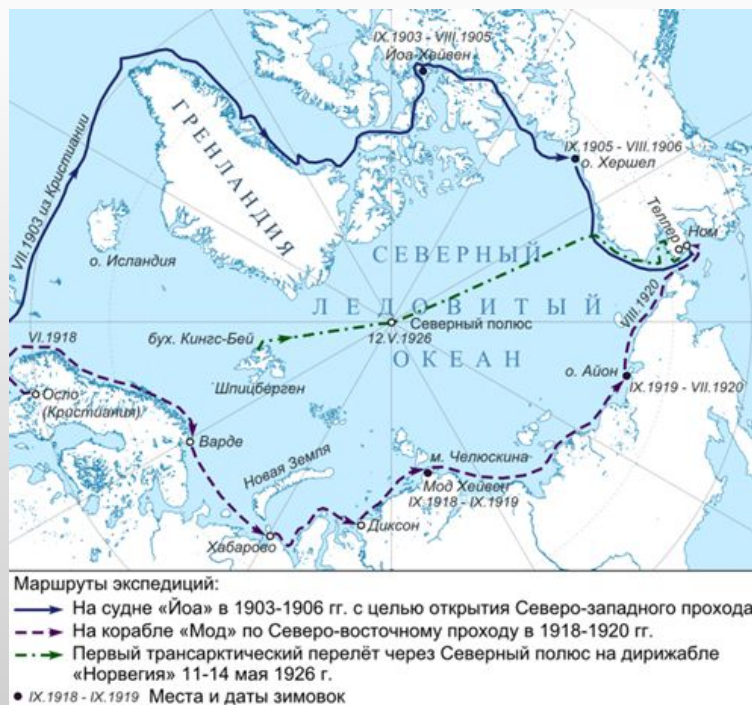 IX.1903 - VIII.1905
Йоа-Хейвен
IX.1905 - VIII.1906
о. Хершел
ГРЕНЛАНДИЯ
VII.1903 из Кристиании
о. Исландия
Теллер
Ном
СЕВЕРНЫЙ
ЛЕДОВИТЫЙ
ОКЕАН
VIII.1920
Северный полюс
12.V.1926
бух. Кингс-Бей
VI.1918
Шпицберген
о. Айон
IX.1919 - VII.1920
Осло
(Кристиания)
Варде
Новая Земля
м. Челюскина
Мод Хейвен
IX.1918 - IX.1919
Диксон
Хабарово
Маршруты экспедиций:
На судне «Йоа» в 1903-1906 гг. с целью открытия Северо-западного прохода
На корабле «Мод» по Северо-восточному проходу в 1918-1920 гг.
Первый трансарктический перелёт через Северный полюс на дирижабле
«Норвегия» 11-14 мая 1926 г.
IX.1918 - IX.1919 Места и даты зимовок